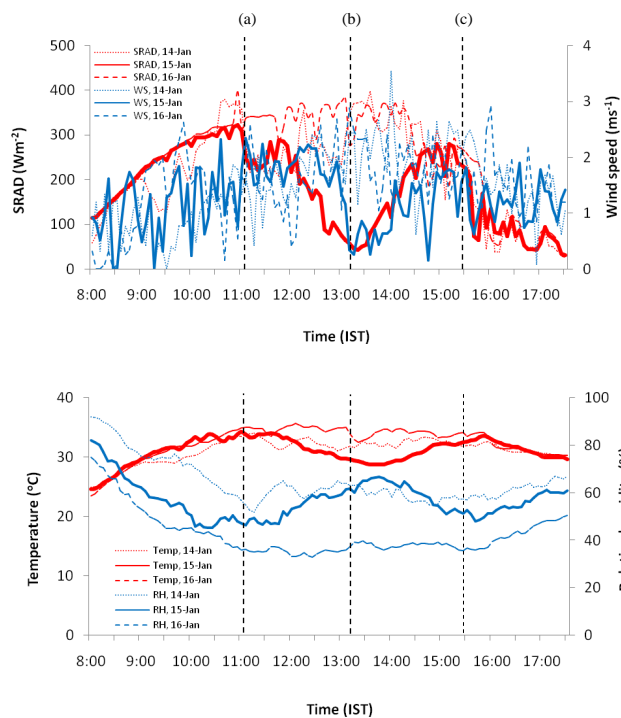 (a) (b) (c)
500 4
SRAD, 14-Jan
SRAD, 15-Jan
SRAD, 16-Jan
WS, 14-Jan
WS, 15-Jan
WS, 16-Jan
400
300
200
100
0
3
2
1
0
SRAD (Wm-2)
Wind speed (ms-1)
8:00 9:00 10:00 11:00 12:00 13:00 14:00 15:00 16:00 17:00
Time (IST)
40 100
30 80
20 60
10 40
0 20
0
Temperature (°C)
Temp, 14-Jan
Temp, 15-Jan
Temp, 16-Jan
RH, 14-Jan
RH, 15-Jan
RH, 16-Jan
8:00 9:00 10:00 11:00 12:00 13:00 14:00 15:00 16:00 17:00
Time (IST)